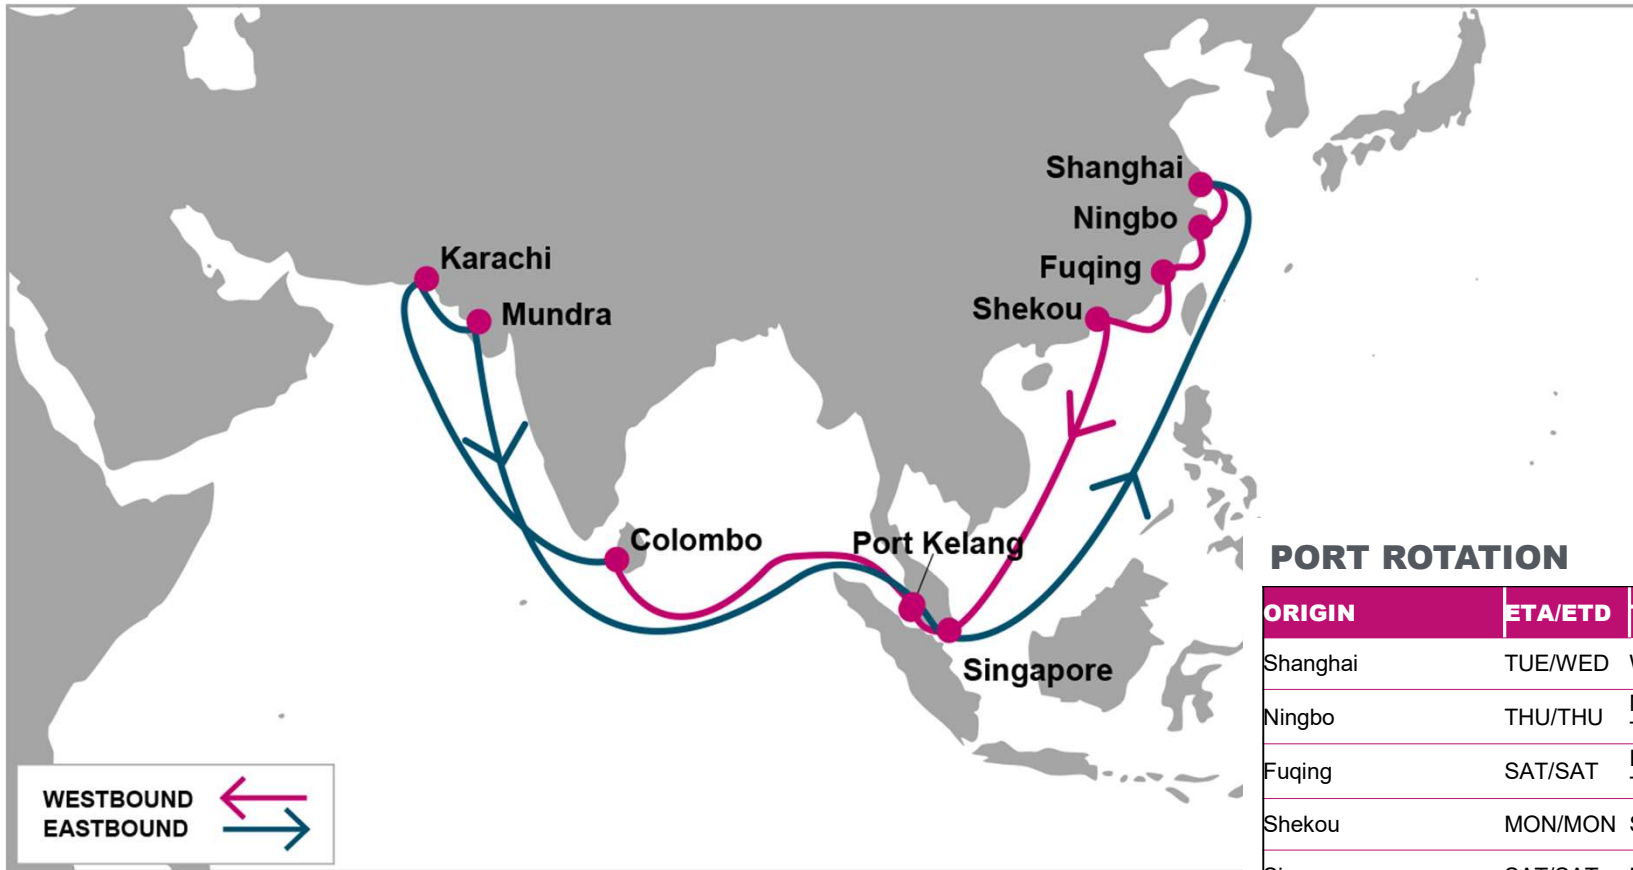 Shanghai
Ningbo
Fuqing
Shekou
Karachi
Mundra
Colombo
Port Kelang
Singapore
WESTBOUND
EASTBOUND
PORT ROTATION
ORIGIN ETA/ETD
Shanghai TUE/WED
Ningbo THU/THU
Fuqing SAT/SAT
Shekou MON/MON